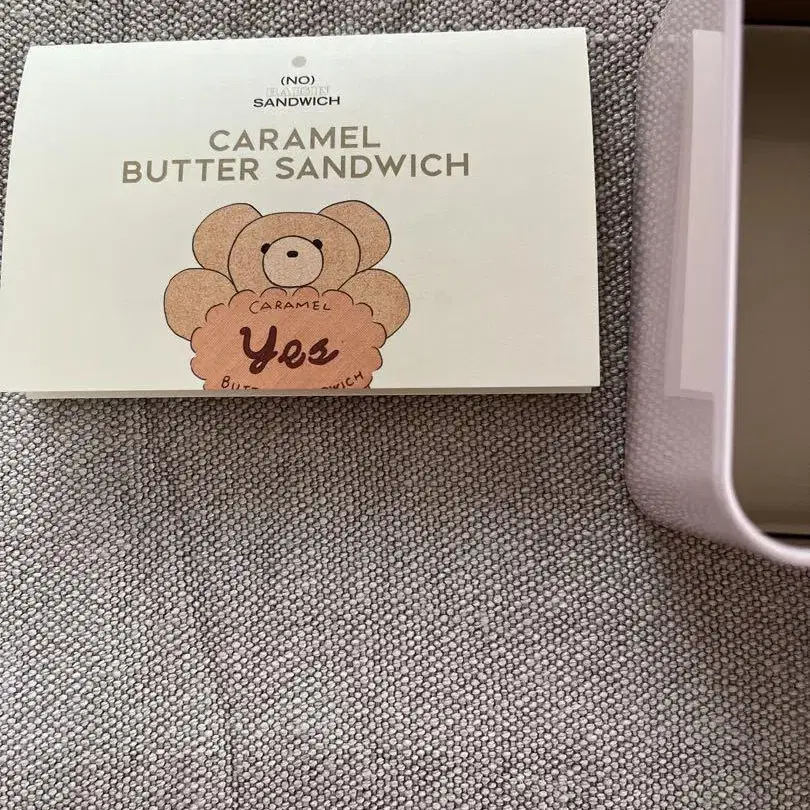 (NO)
RAISIN
SANDWICH
CARAMEL
BUTTER SANDWICH
CARAMEL
Yes